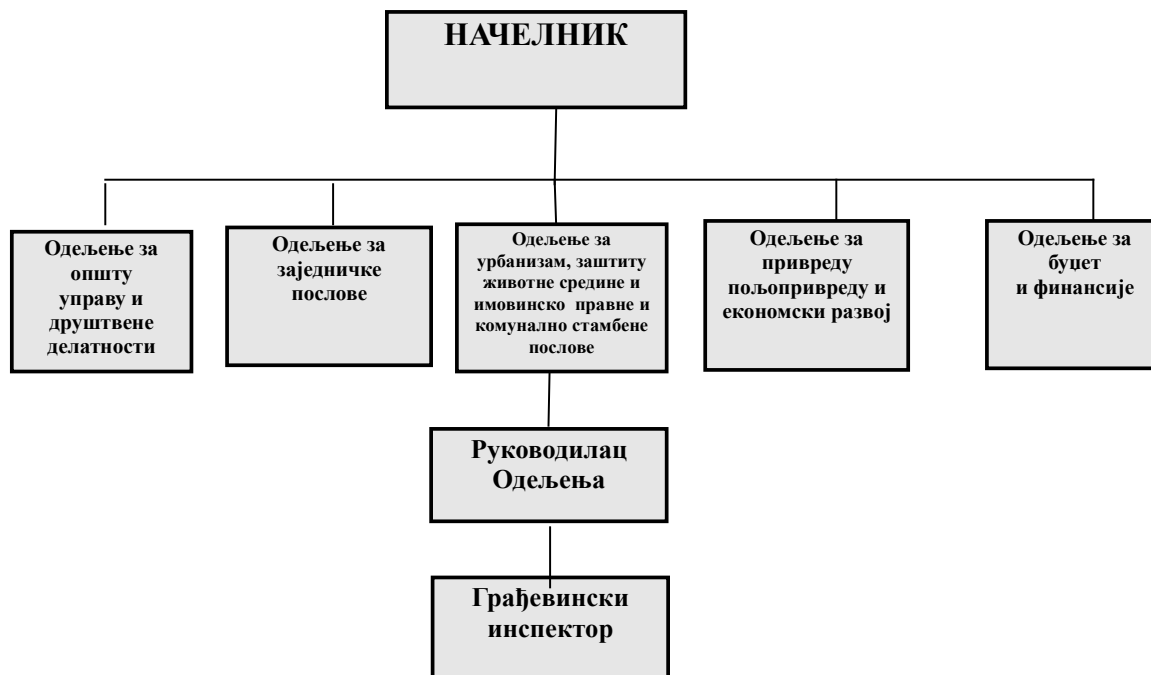 НАЧЕЛНИК
Одељење за
општу
управу и
друштвене
делатности
Одељење за
заједничке
послове
Одељење за
урбанизам, заштиту
животне средине и
имовинско правне и
комунално стамбене
послове
Одељење за
привреду
пољопривреду и
економски развој
Одељење за
буџет
и финансије
Руководилац
Одељења
Грађевински
инспектор